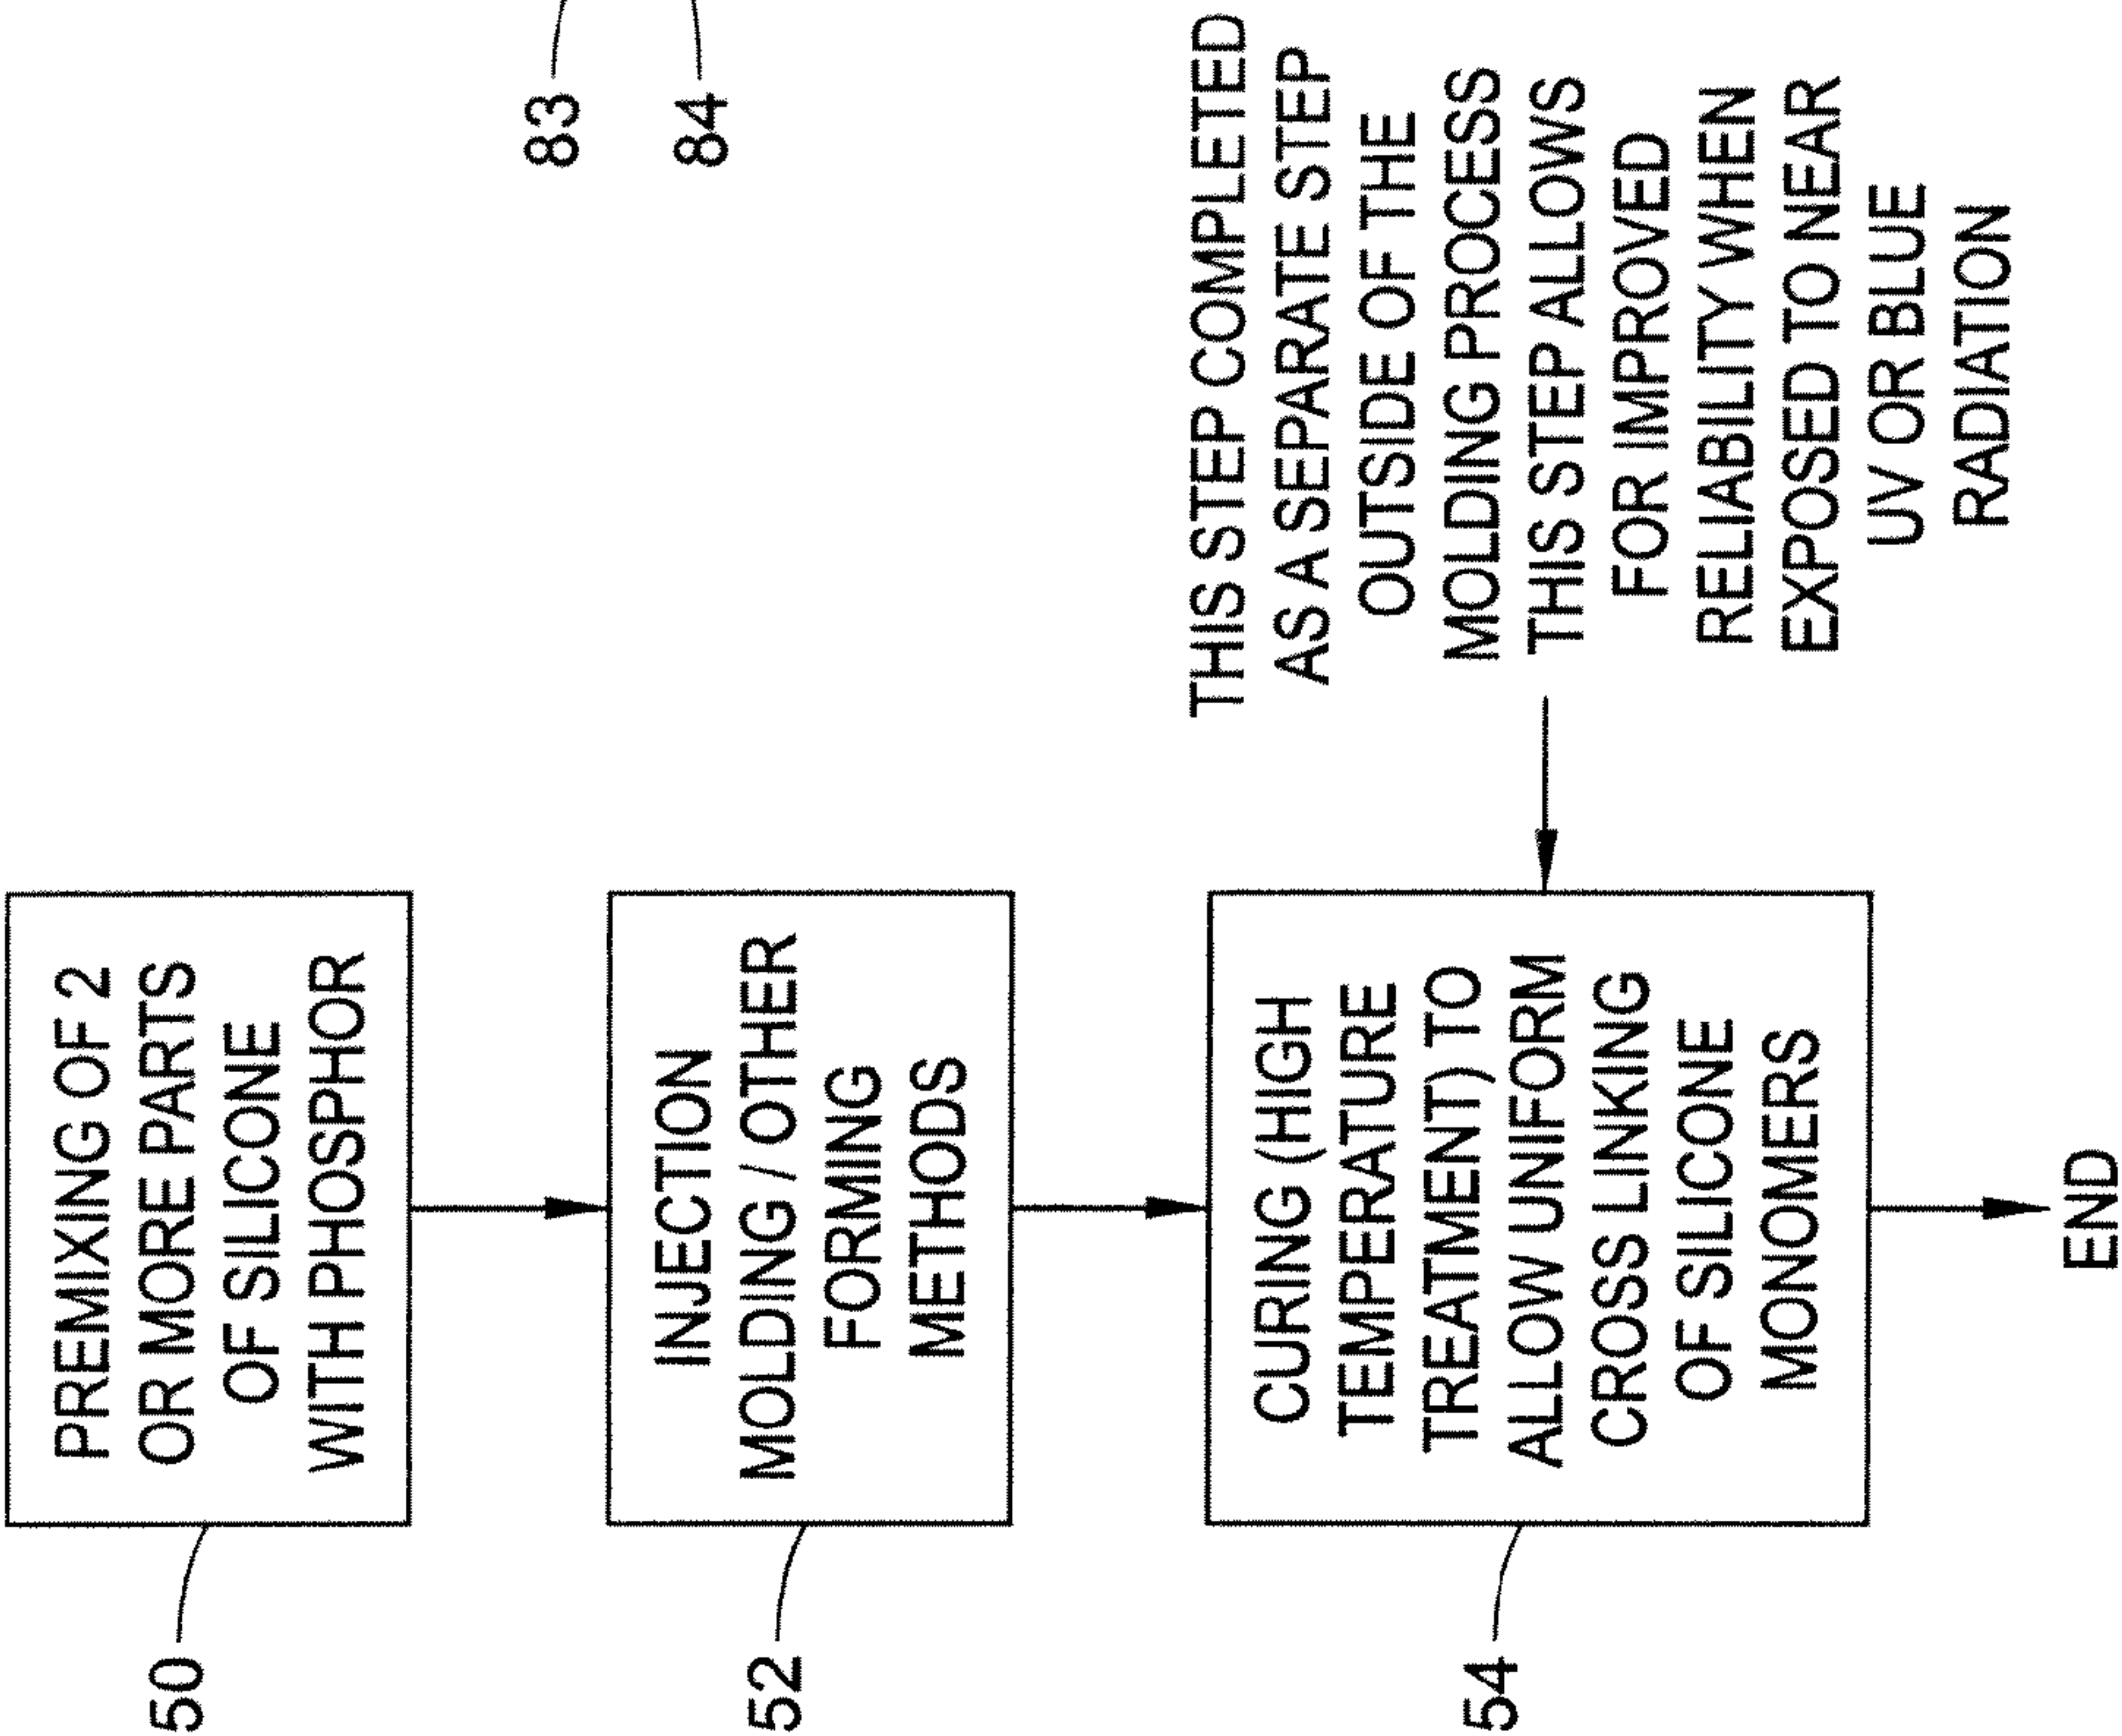 50
PREMIXING OF 2
OR MORE PARTS
OF SILICONE
WITH PHOSPHOR
52
INJECTION
MOLDING / OTHER
FORMING
METHODS
54
CURING (HIGH
TEMPERATURE
TREATMENT) TO
ALLOW UNIFORM
CROSS LINKING
OF SILICONE
MONOMERS
END
THIS STEP COMPLETED
AS A SEPARATE STEP
OUTSIDE OF THE
MOLDING PROCESS
THIS STEP ALLOWS
FOR IMPROVED
RELIABILITY WHEN
EXPOSED TO NEAR
UV OR BLUE
RADIATION
83
84